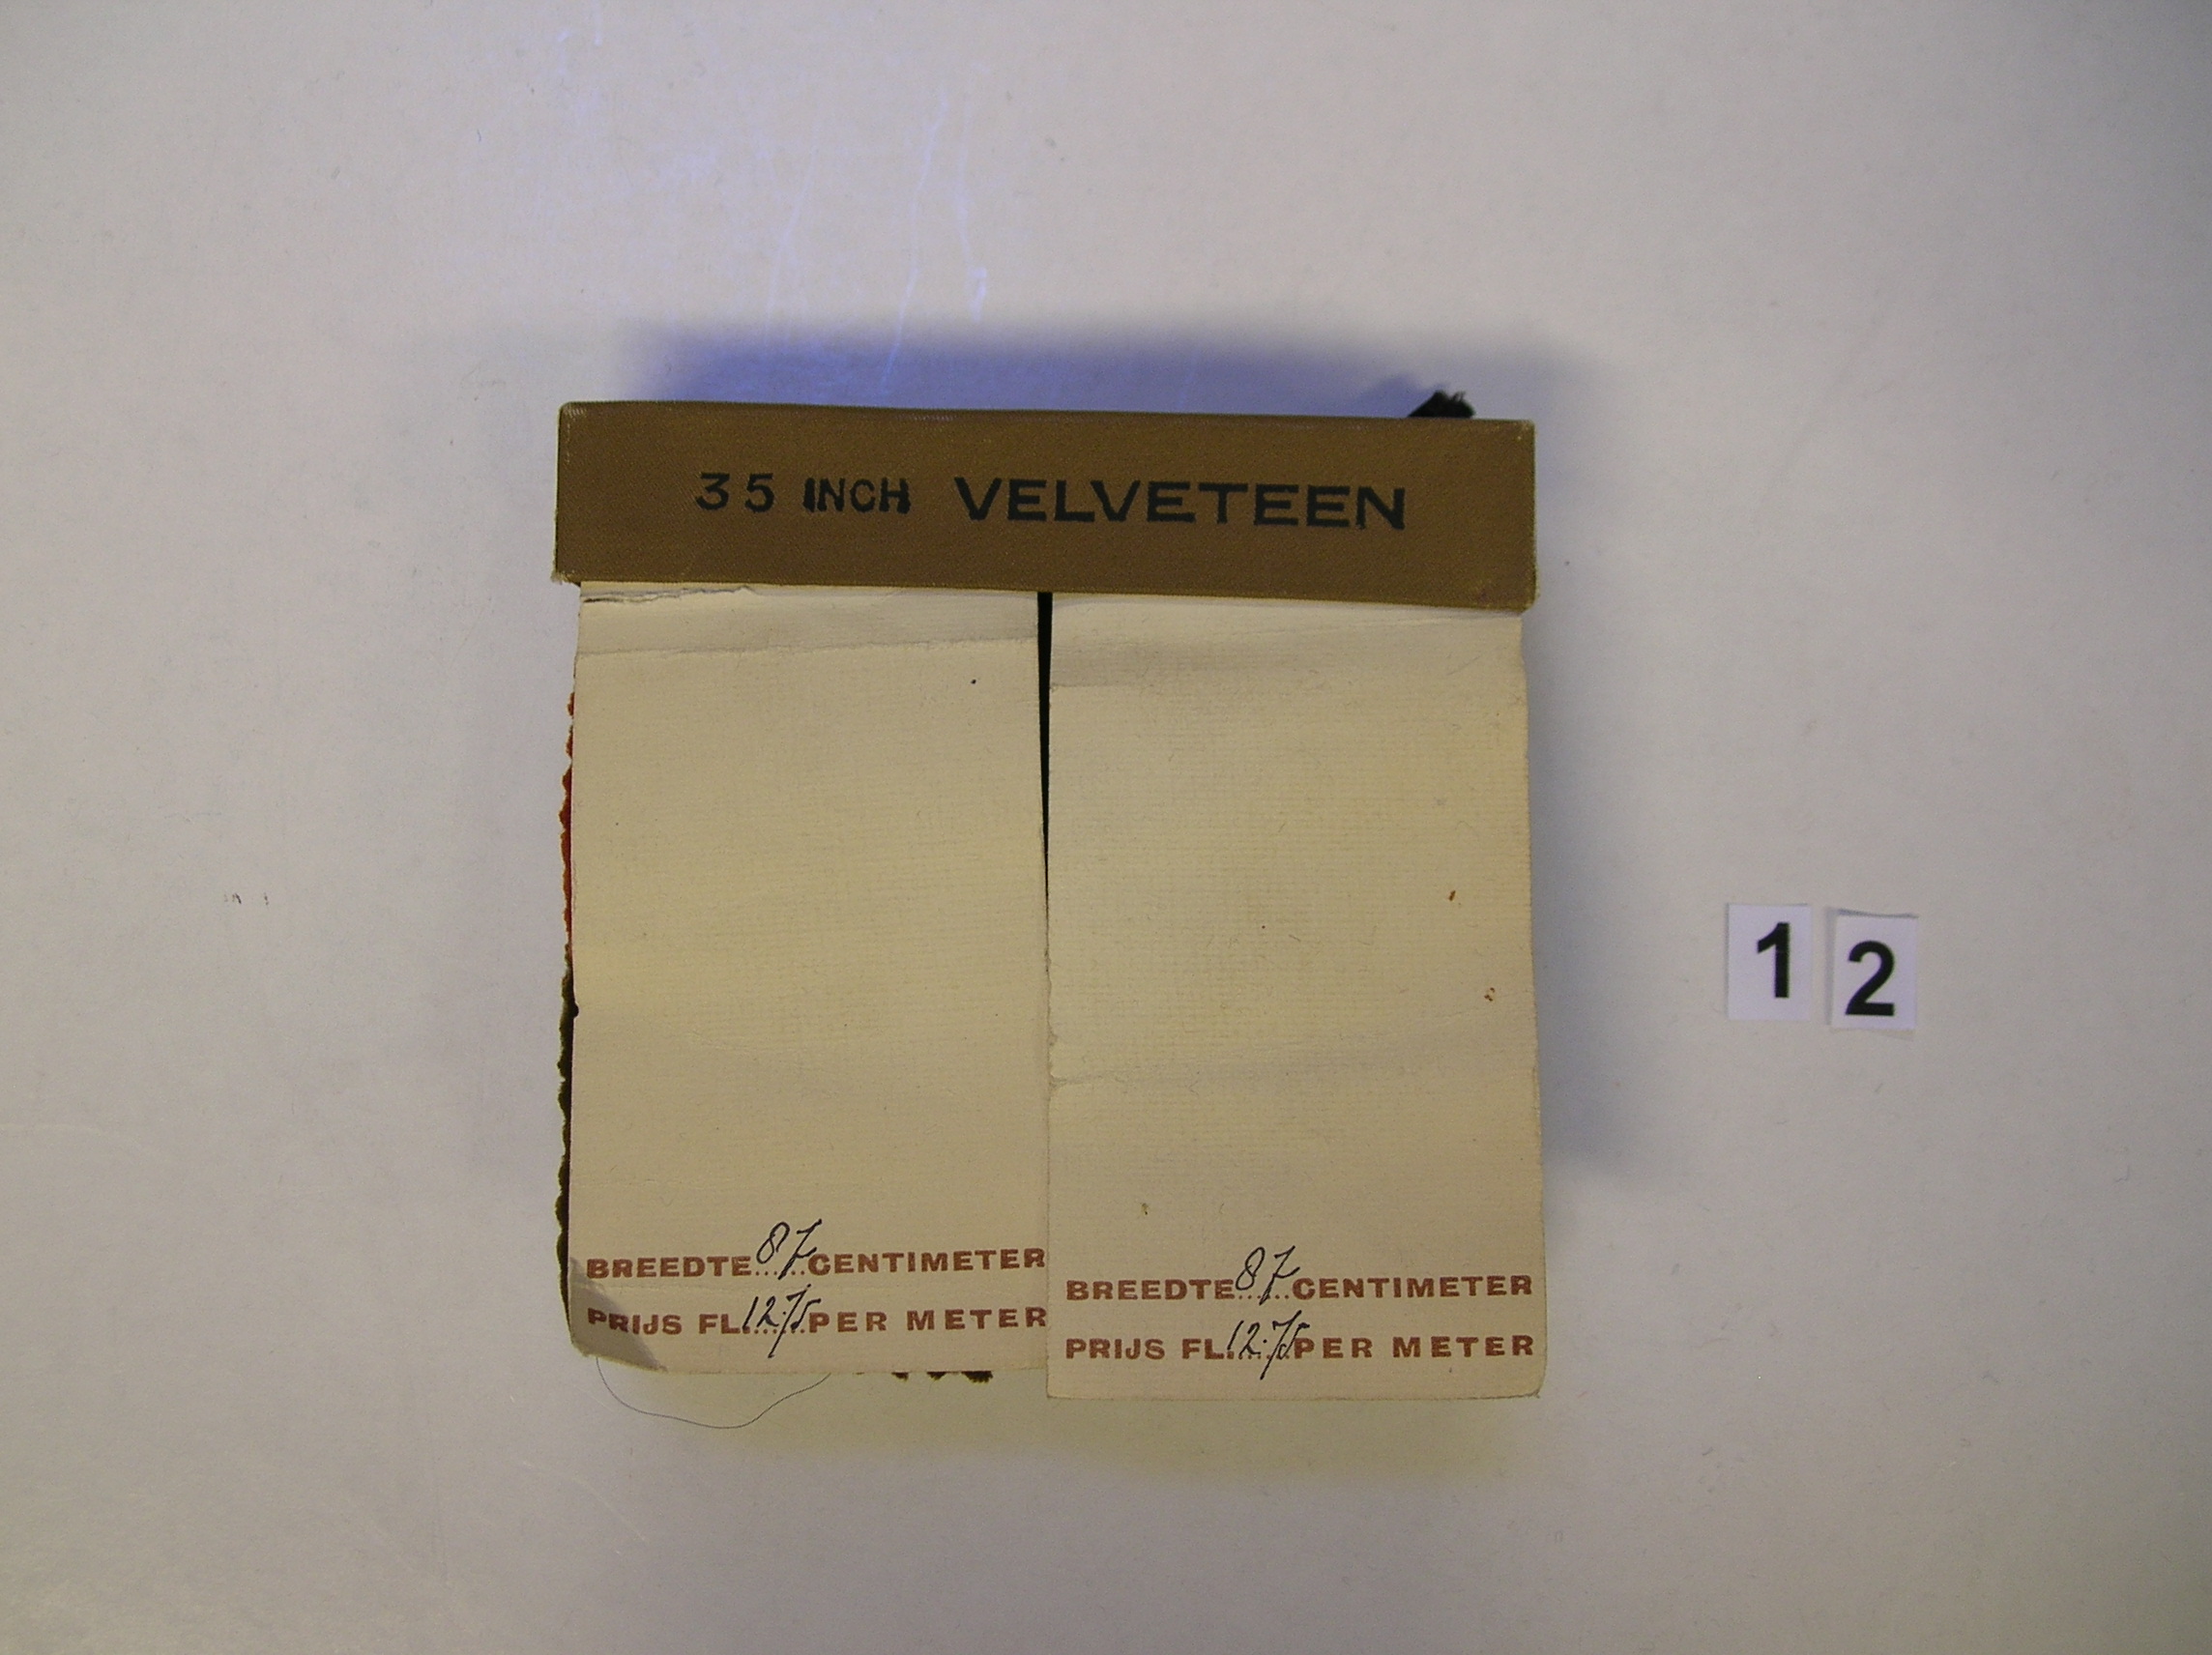 35 INCH VELVETEEN
BREEDTE 87 CENTIMETER
PRIJS FL. 12.75 PER METER
BREEDTE 87 CENTIMETER
PRIJS FL. 12.75 PER METER
1 2